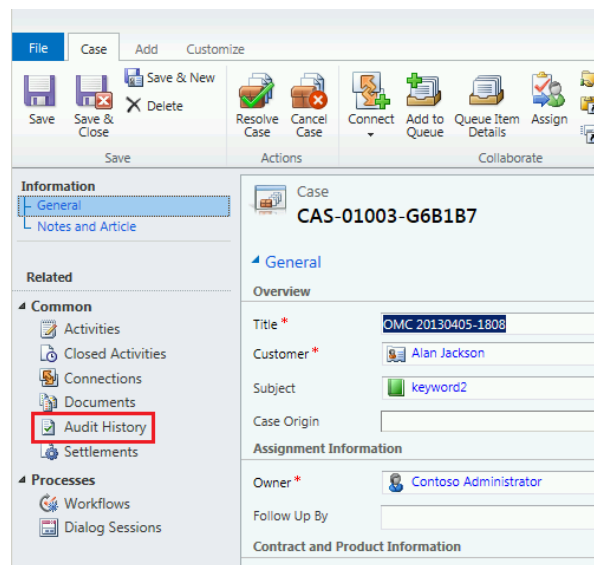 File Case Add Customize
Save
Save & Close
Save & New
Delete
Resolve Case
Cancel Case
Connect
Add to Queue
Queue Item Details
Assign
Save Actions Collaborate
Information
General
Notes and Article
Related
Common
Activities
Closed Activities
Connections
Documents
Audit History
Settlements
Processes
Workflows
Dialog Sessions
Case
CAS-01003-G6B1B7
General
Overview
Title * OMC 20130405-1808
Customer * Alan Jackson
Subject keyword2
Case Origin
Assignment Information
Owner * Contoso Administrator
Follow Up By
Contract and Product Information